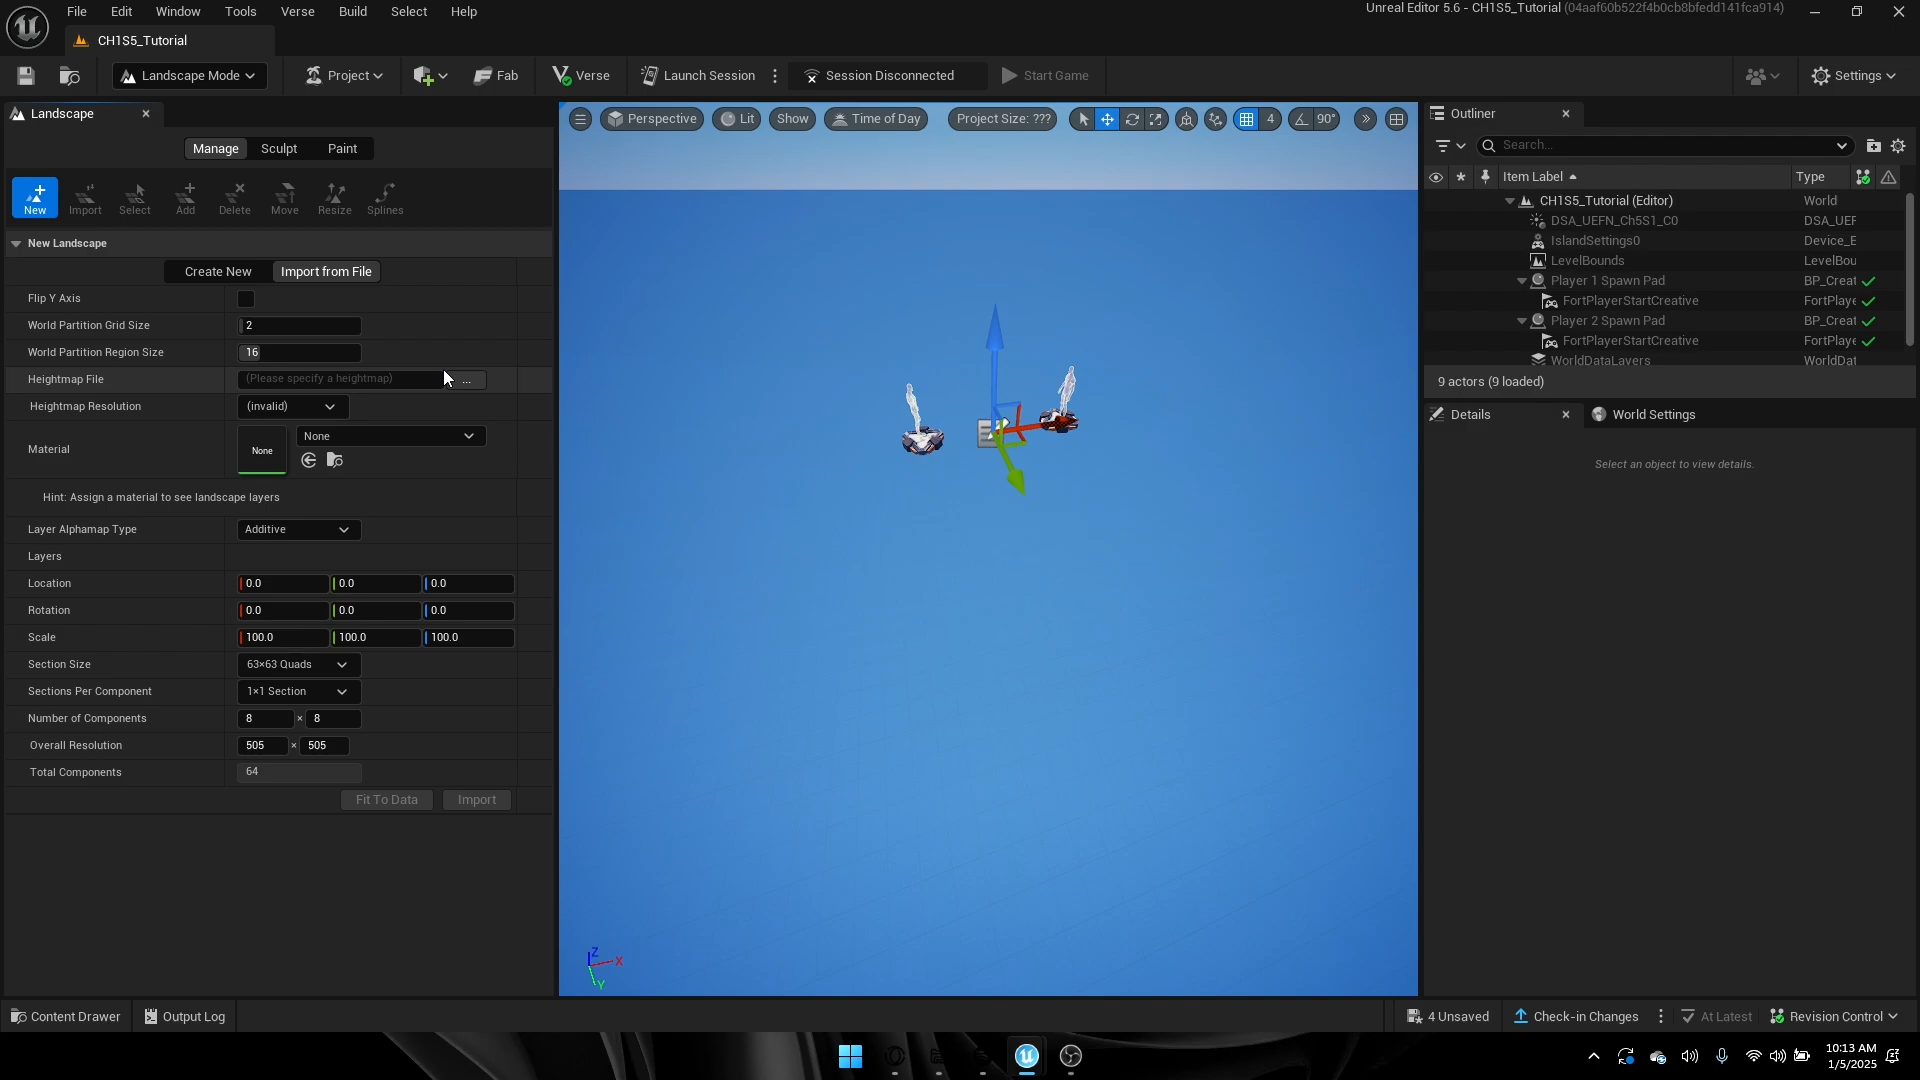 File Edit Window Tools Verse Build Select Help
Unreal Editor 5.6 - CH1S5_Tutorial (04aaf60b522f4b0cb8bfedd141fca914)
CH1S5_Tutorial
Landscape Mode Project Fab Verse Launch Session Session Disconnected Start Game Settings
Landscape
Manage Sculpt Paint
New Import Select Add Delete Move Resize Splines
New Landscape
Create New Import from File
Flip Y Axis
World Partition Grid Size 2
World Partition Region Size 16
Heightmap File (Please specify a heightmap) ...
Heightmap Resolution (invalid)
Material None None
Hint: Assign a material to see landscape layers
Layer Alphamap Type Additive
Layers
Location 0.0 0.0 0.0
Rotation 0.0 0.0 0.0
Scale 100.0 100.0 100.0
Section Size 63×63 Quads
Sections Per Component 1×1 Section
Number of Components 8 × 8
Overall Resolution 505 × 505
Total Components 64
Fit To Data Import
Perspective Lit Show Time of Day Project Size: ??? 4 90°
Z
X
Y
Outliner
Search...
Item Label Type
CH1S5_Tutorial (Editor) World
DSA_UEFN_Ch5S1_C0 DSA_UEF
IslandSettings0 Device_E
LevelBounds LevelBou
Player 1 Spawn Pad BP_Creat
FortPlayerStartCreative FortPlaye
Player 2 Spawn Pad BP_Creat
FortPlayerStartCreative FortPlaye
WorldDataLayers WorldDat
9 actors (9 loaded)
Details World Settings
Select an object to view details.
Content Drawer Output Log 4 Unsaved Check-in Changes At Latest Revision Control
10:13 AM
1/5/2025